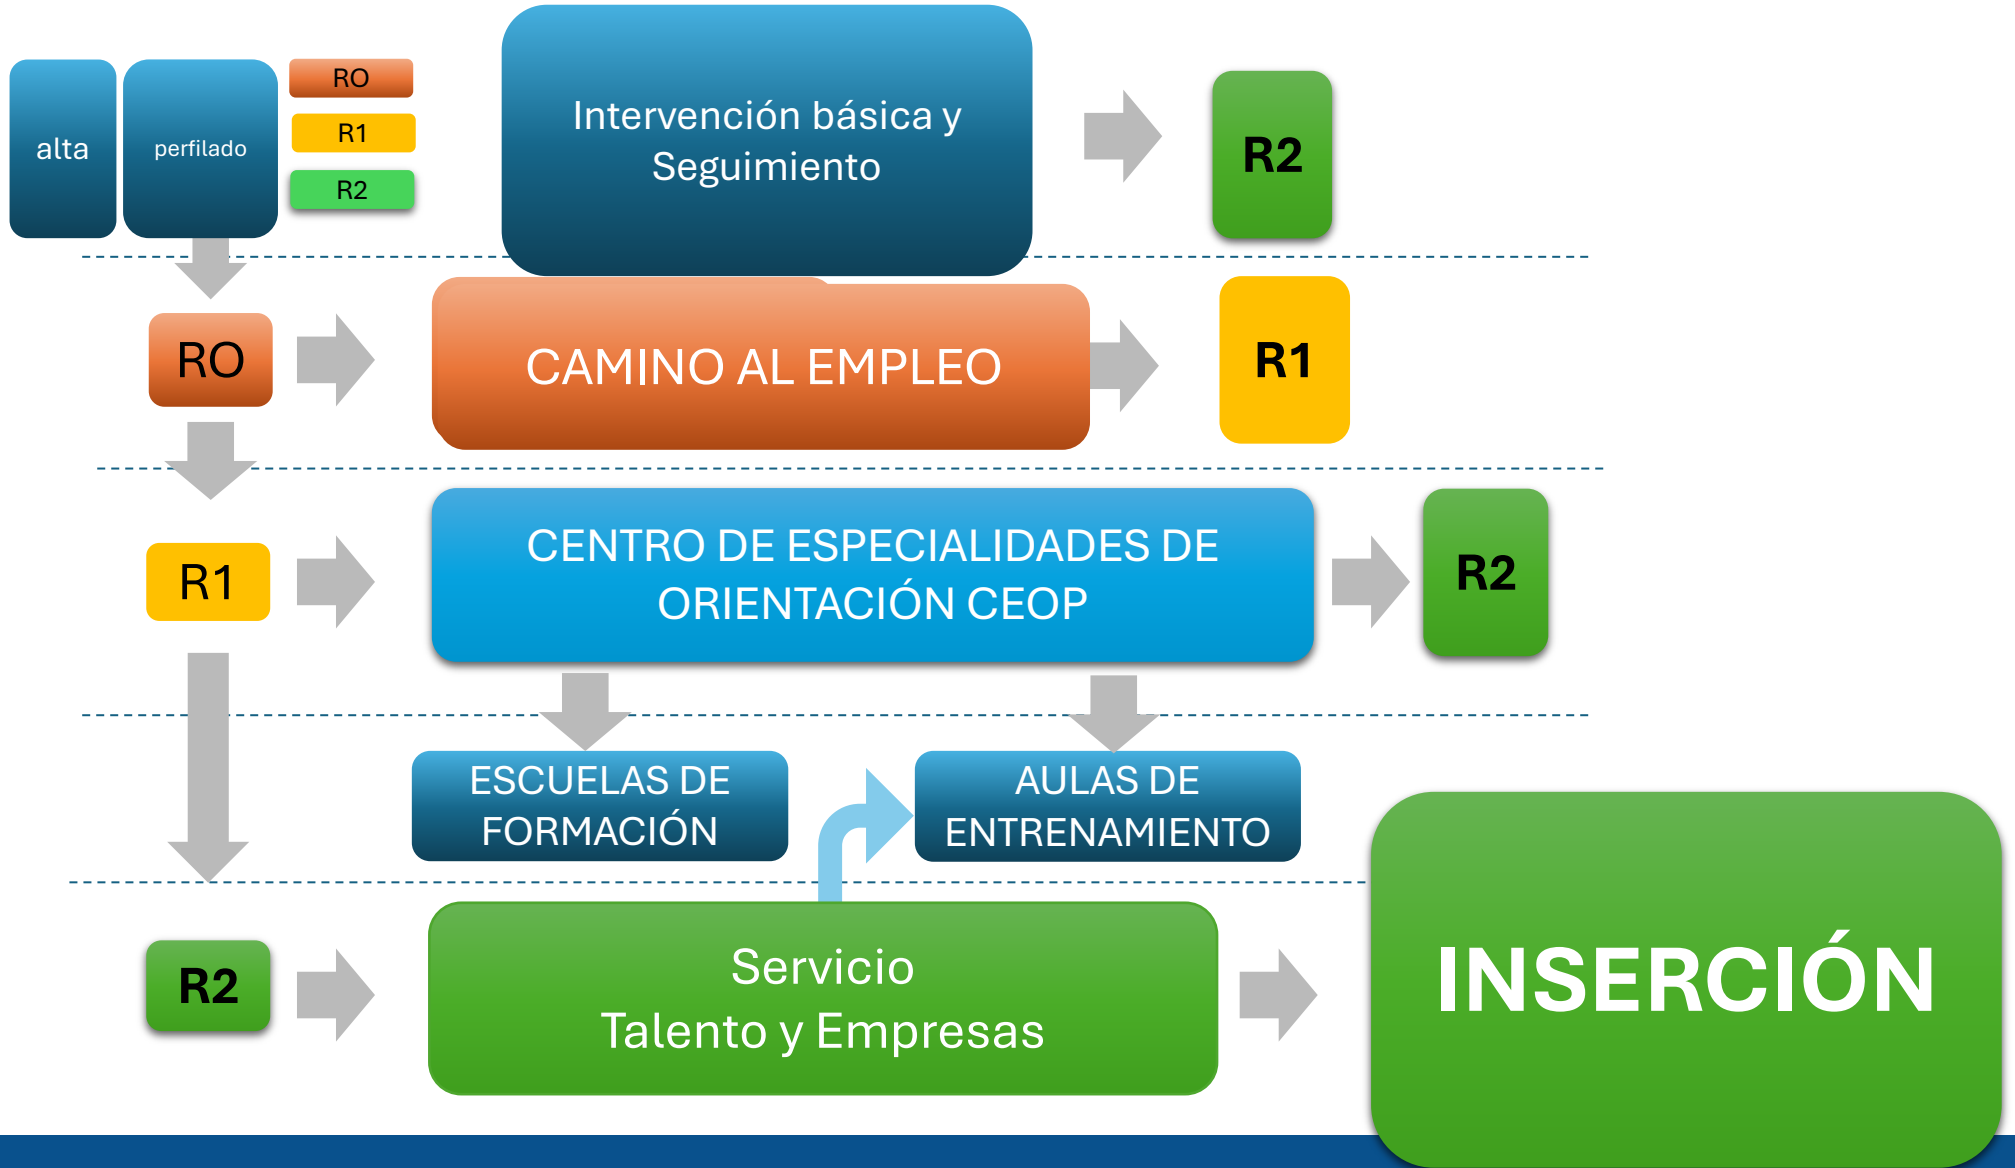 alta
perfilado
RO
R1
R2
Intervención básica y
Seguimiento
R2
RO
CAMINO AL EMPLEO
R1
R1
CENTRO DE ESPECIALIDADES DE
ORIENTACIÓN CEOP
R2
ESCUELAS DE
FORMACIÓN
AULAS DE
ENTRENAMIENTO
R2
Servicio
Talento y Empresas
INSERCIÓN